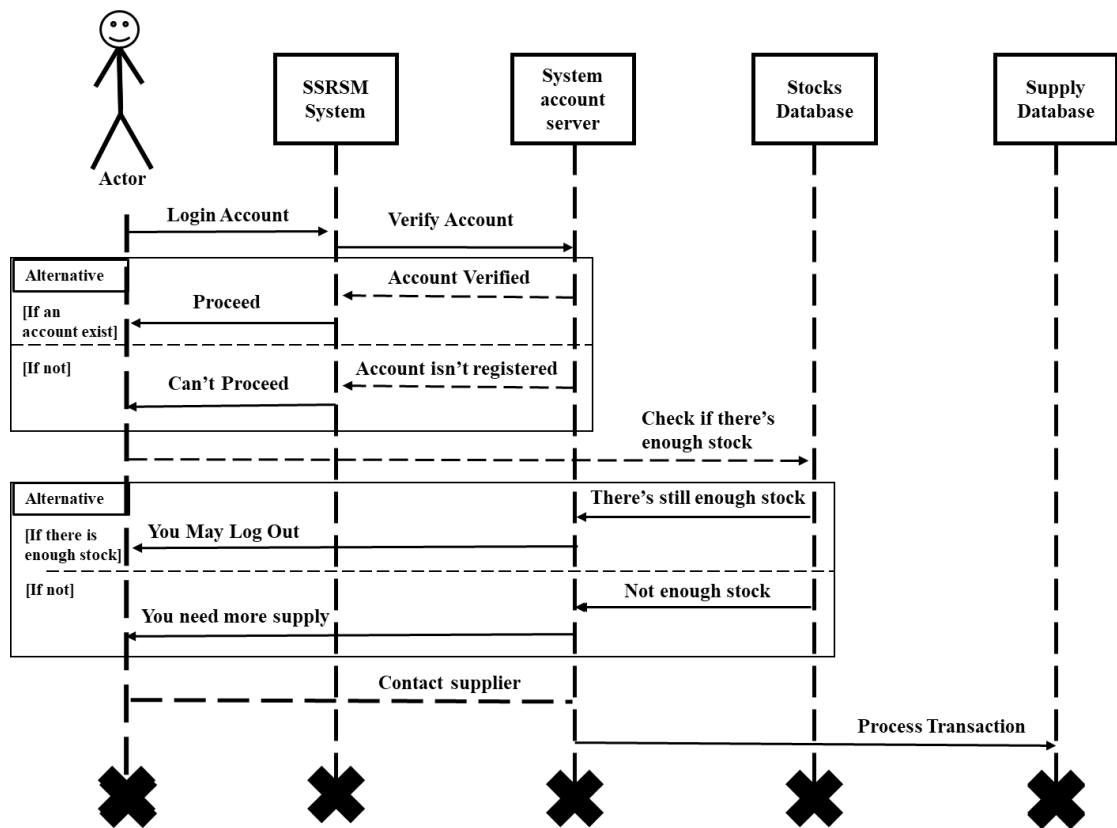 SSRSM
System
System
account
server
Stocks
Database
Supply
Database
Actor
Login Account
Verify Account
Alternative
Account Verified
[If an
account exist]
Proceed
[If not]
Account isn't registered
Can't Proceed
Check if there's
enough stock
Alternative
There's still enough stock
[If there is
enough stock]
You May Log Out
[If not]
Not enough stock
You need more supply
Contact supplier
Process Transaction